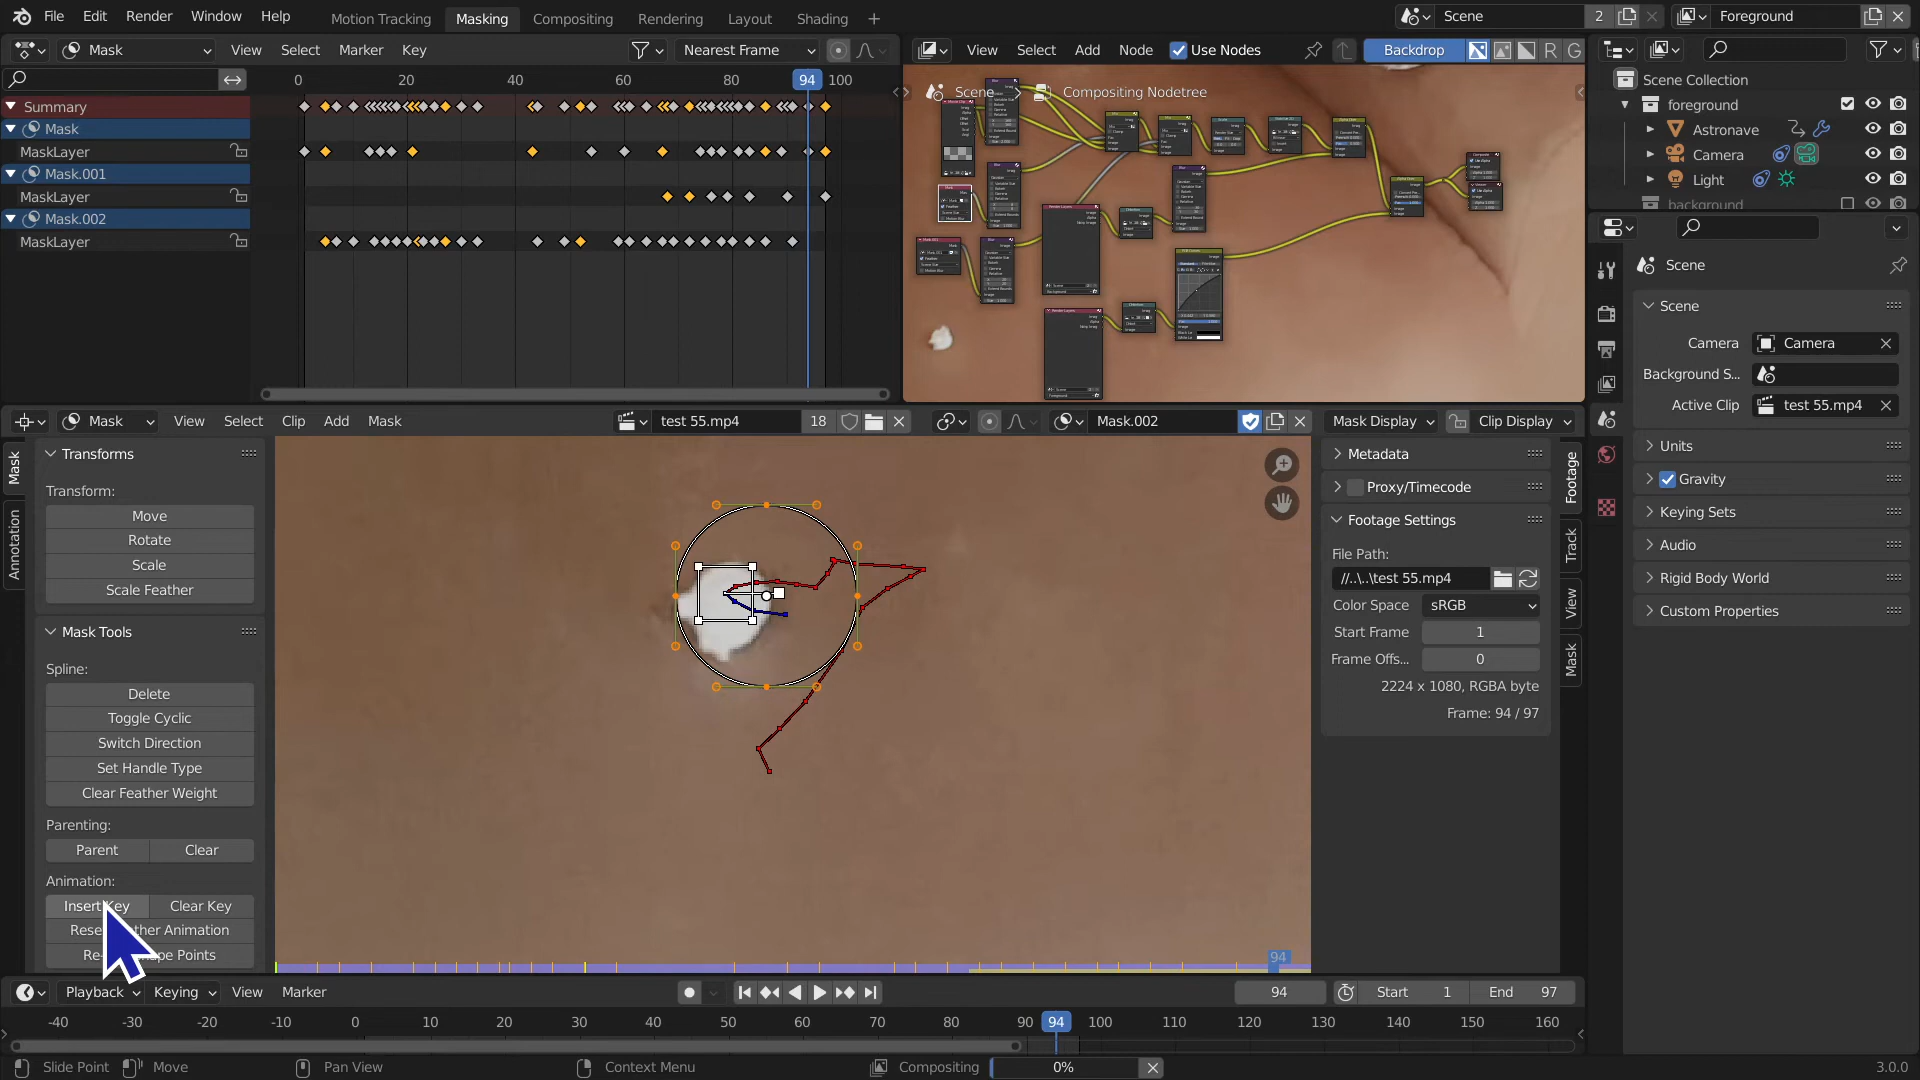 File Edit Render Window Help Motion Tracking Masking Compositing Rendering Layout Shading + Scene 2 Foreground
Mask View Select Marker Key Nearest Frame
View Select Add Node Use Nodes Backdrop R G
0 20 40 60 80 94 100
Summary
Mask
MaskLayer
Mask.001
MaskLayer
Mask.002
MaskLayer
Scene Compositing Nodetree
Scene Collection
foreground
Astronave
Camera
Light
background
Scene
Scene
Camera Camera
Background S...
Active Clip test 55.mp4
Units
Gravity
Keying Sets
Audio
Rigid Body World
Custom Properties
Mask View Select Clip Add Mask test 55.mp4 18 Mask.002 Mask Display Clip Display
Mask
Annotation
Transforms
Transform:
Move
Rotate
Scale
Scale Feather
Mask Tools
Spline:
Delete
Toggle Cyclic
Switch Direction
Set Handle Type
Clear Feather Weight
Parenting:
Parent Clear
Animation:
Insert Key Clear Key
94
Metadata
Proxy/Timecode
Footage Settings
File Path:
//..\..\test 55.mp4
Color Space sRGB
Start Frame 1
Frame Offs... 0
2224 x 1080, RGBA byte
Frame: 94 / 97
Footage
Track
View
Mask
Playback Keying View Marker 94 Start 1 End 97
-40 -30 -20 -10 0 10 20 30 40 50 60 70 80 90 94 100 110 120 130 140 150 160
Slide Point Move Pan View Context Menu Compositing 0% 3.0.0